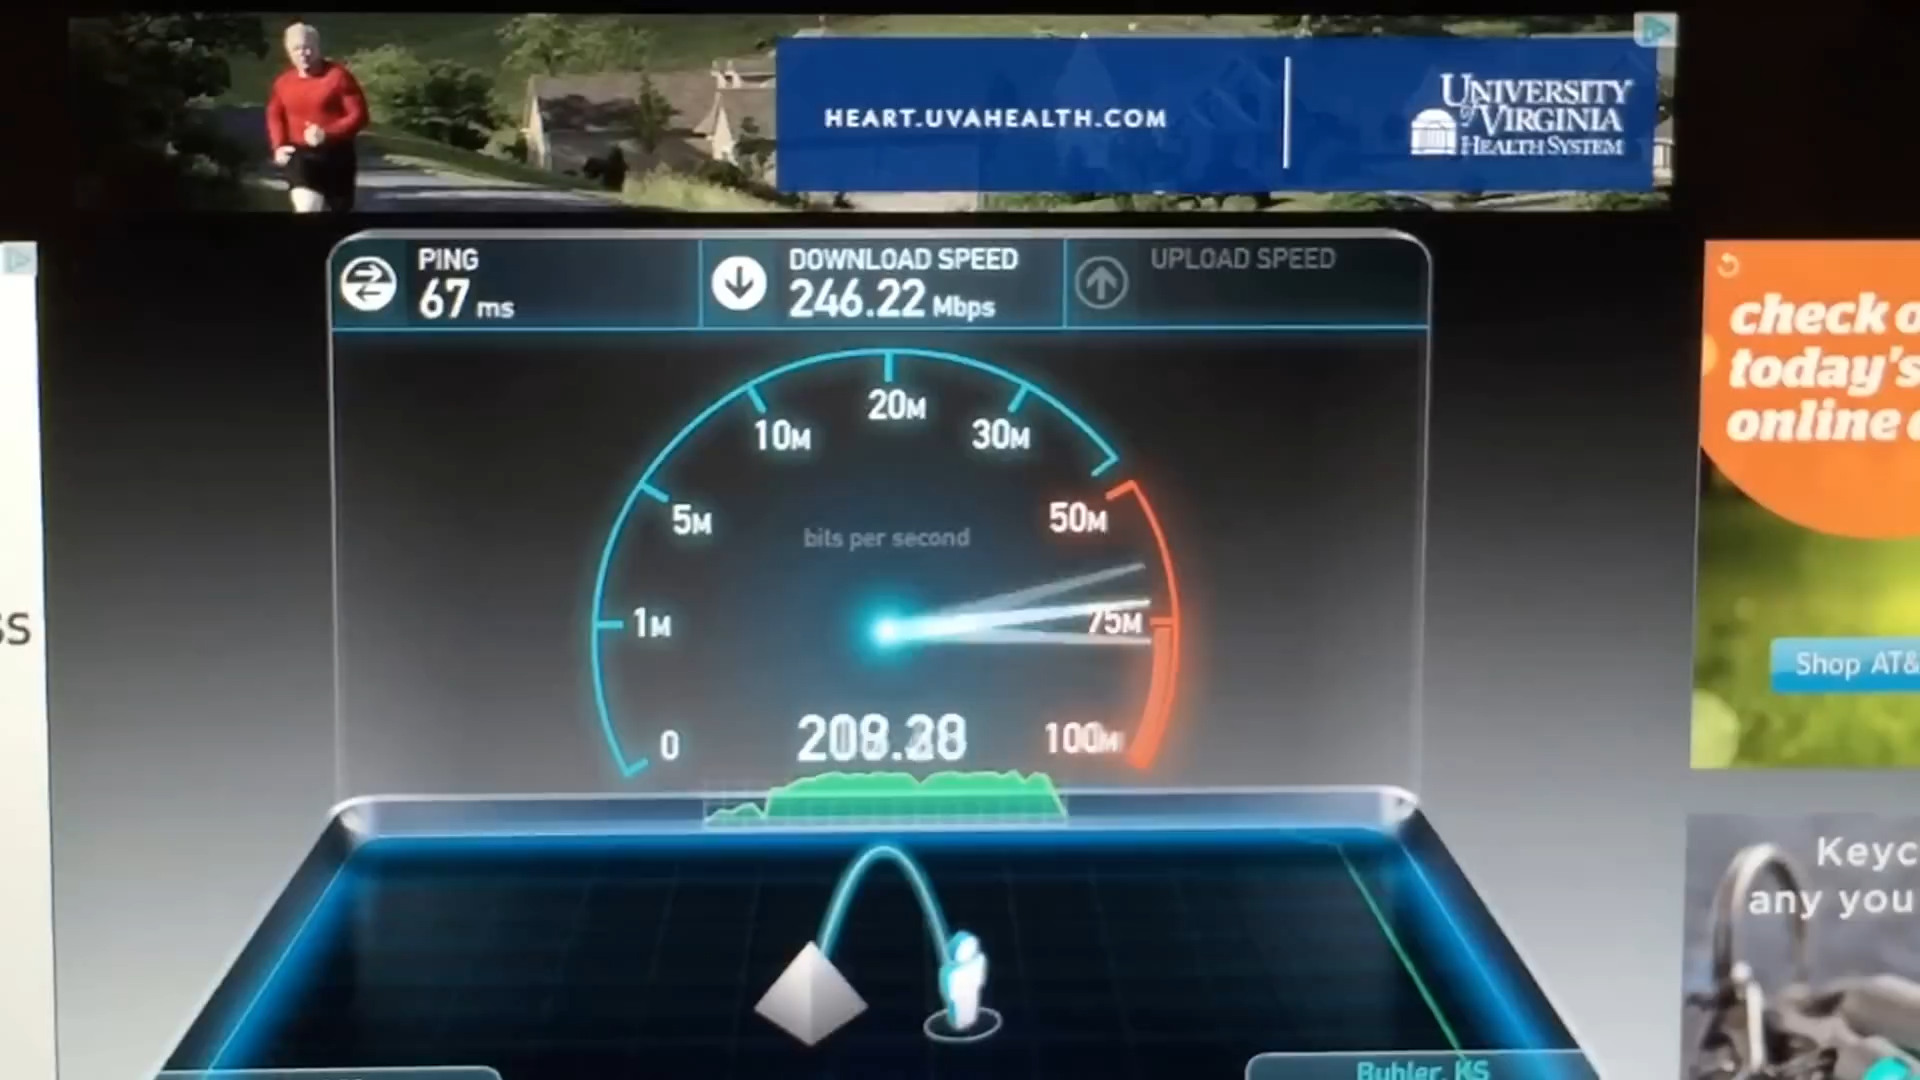 HEART.UVAHEALTH.COM
UNIVERSITY
of VIRGINIA
HEALTH SYSTEM
PING
67 ms
DOWNLOAD SPEED
246.22 Mbps
UPLOAD SPEED
check o
today's
online
20M
10M
30M
5M
50M
bits per second
1M
75M
SS
Shop AT&
0
100M
Keyc
any you
Buhler, KS